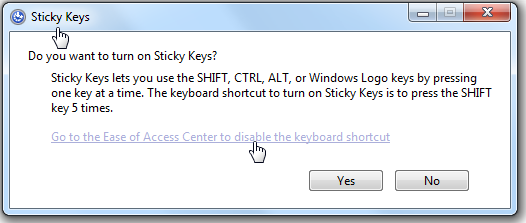 Sticky Keys
Do you want to turn on Sticky Keys?
Sticky Keys lets you use the SHIFT, CTRL, ALT, or Windows Logo keys by pressing
one key at a time. The keyboard shortcut to turn on Sticky Keys is to press the SHIFT
key 5 times.
Go to the Ease of Access Center to disable the keyboard shortcut
Yes No